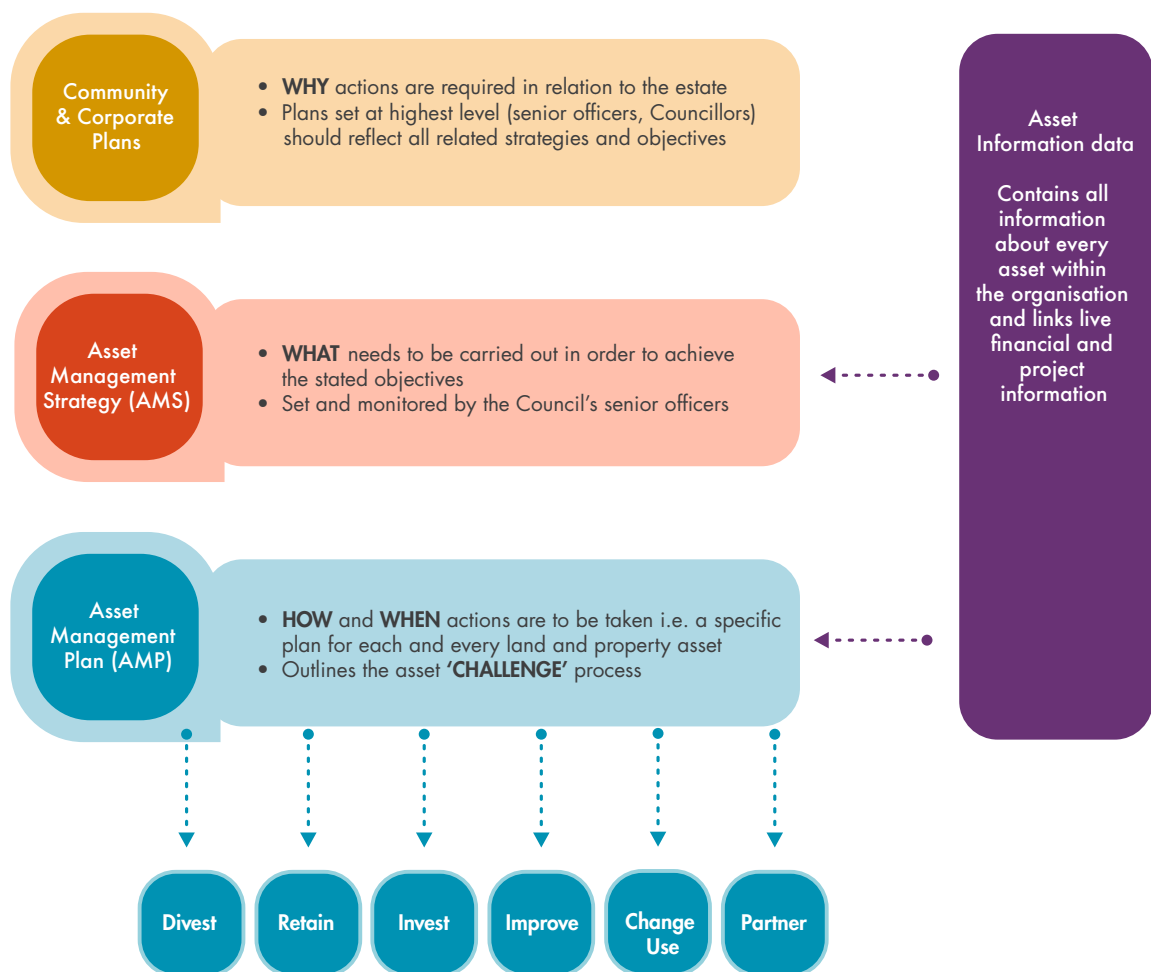 Community
& Corporate
Plans
• WHY actions are required in relation to the estate
• Plans set at highest level (senior officers, Councillors)
should reflect all related strategies and objectives
Asset
Management
Strategy (AMS)
• WHAT needs to be carried out in order to achieve
the stated objectives
• Set and monitored by the Council’s senior officers
Asset
Management
Plan (AMP)
• HOW and WHEN actions are to be taken i.e. a specific
plan for each and every land and property asset
• Outlines the asset ‘CHALLENGE’ process
Asset
Information data
Contains all
information
about every
asset within
the organisation
and links live
financial and
project
information
Divest
Retain
Invest
Improve
Change
Use
Partner